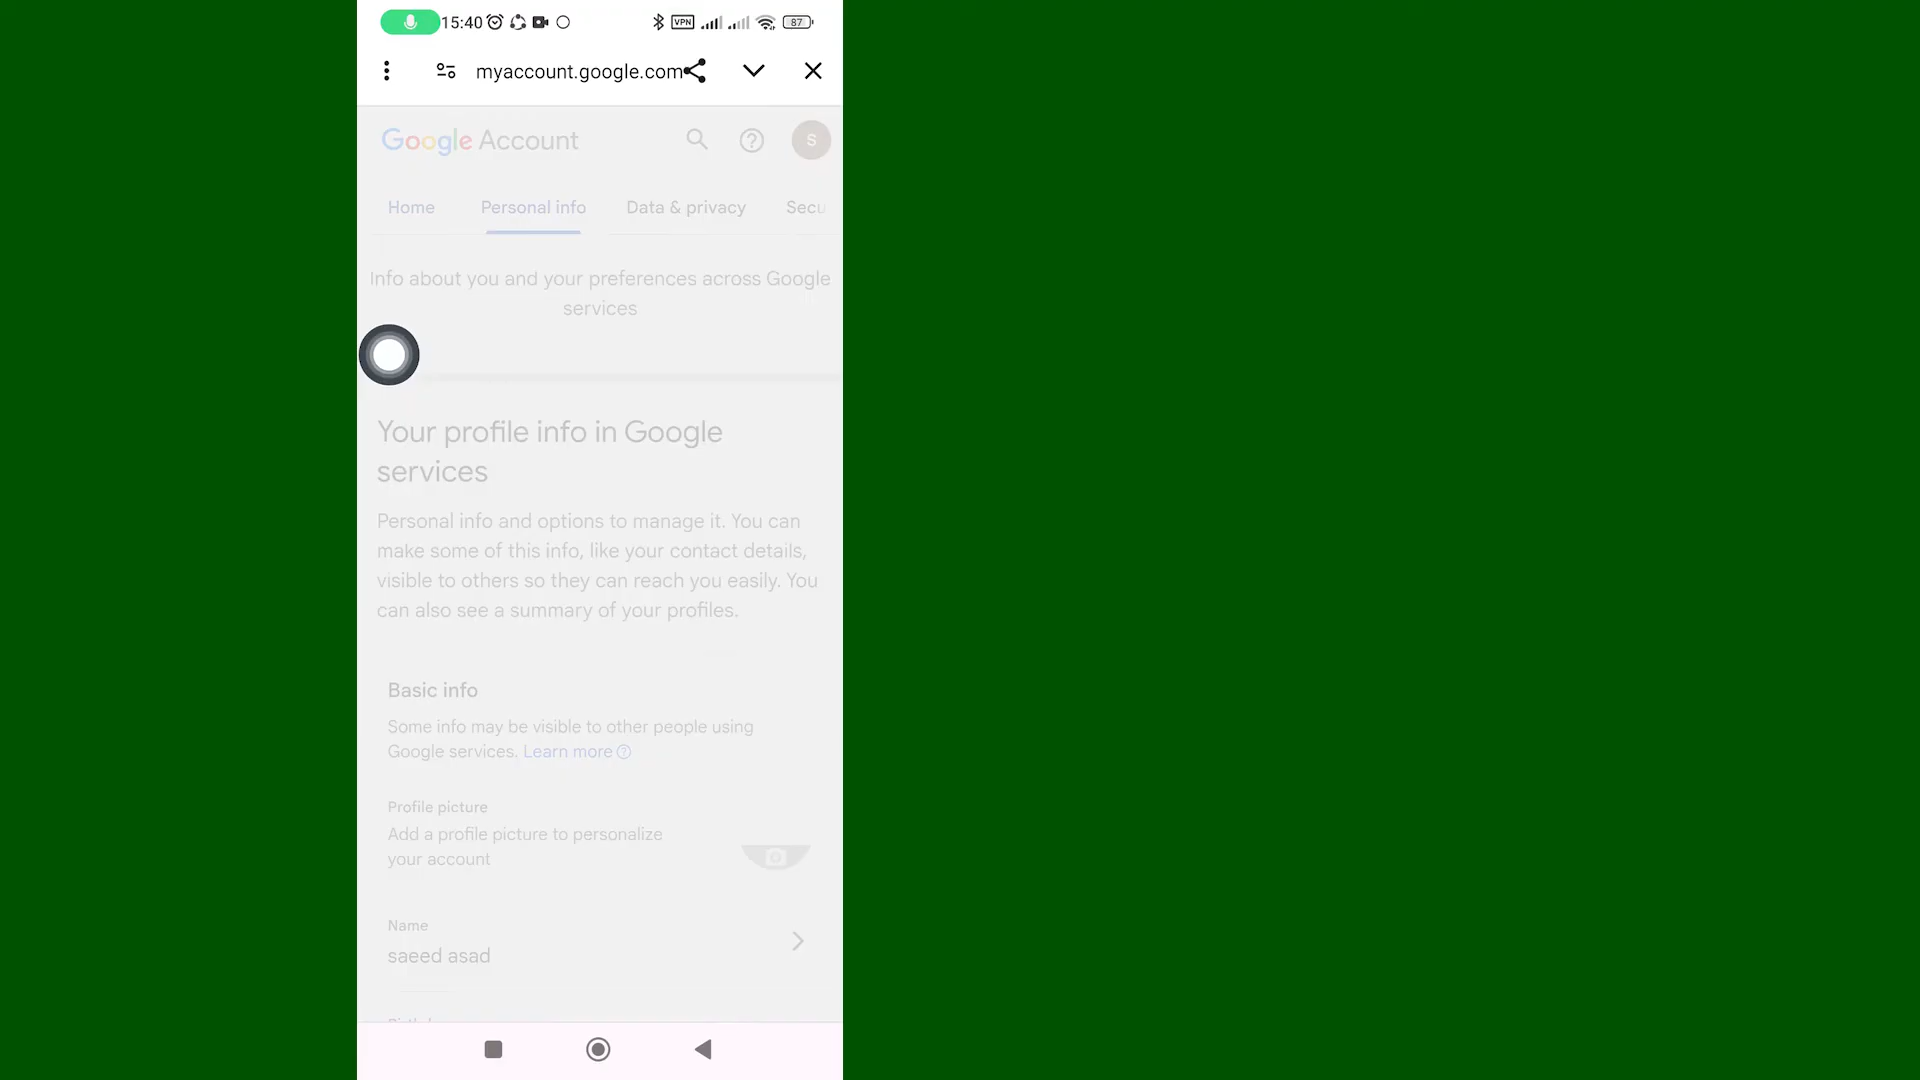 15:40
VPN
87
myaccount.google.com
Google Account
S
Home Personal info Data & privacy Secu
Info about you and your preferences across Google
services
Your profile info in Google
services
Personal info and options to manage it. You can
make some of this info, like your contact details,
visible to others so they can reach you easily. You
can also see a summary of your profiles.
Basic info
Some info may be visible to other people using
Google services. Learn more
Profile picture
Add a profile picture to personalize
your account
Name
saeed asad